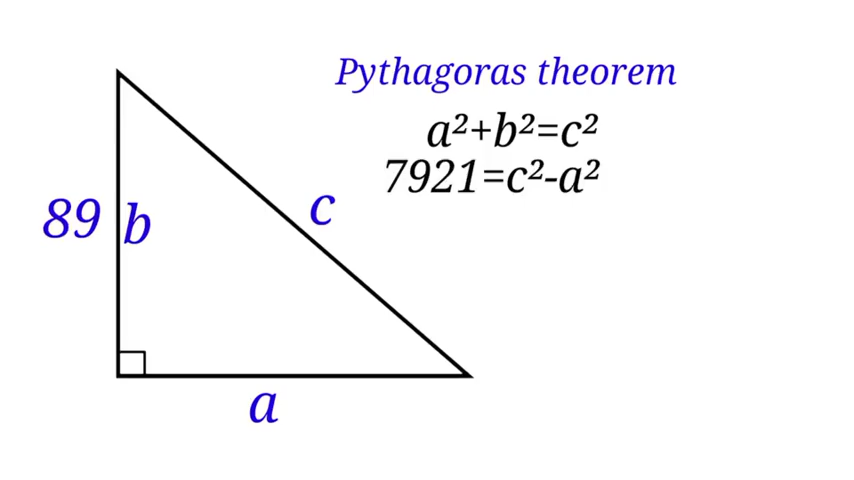 Pythagoras theorem
a²+b²=c²
7921=c²-a²
89 b
c
a